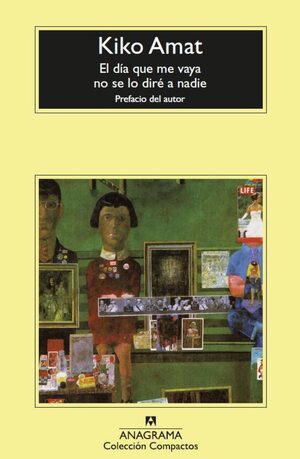 Kiko Amat
El día que me vaya
no se lo diré a nadie
Prefacio del autor
LIFE
ANAGRAMA
Colección Compactos